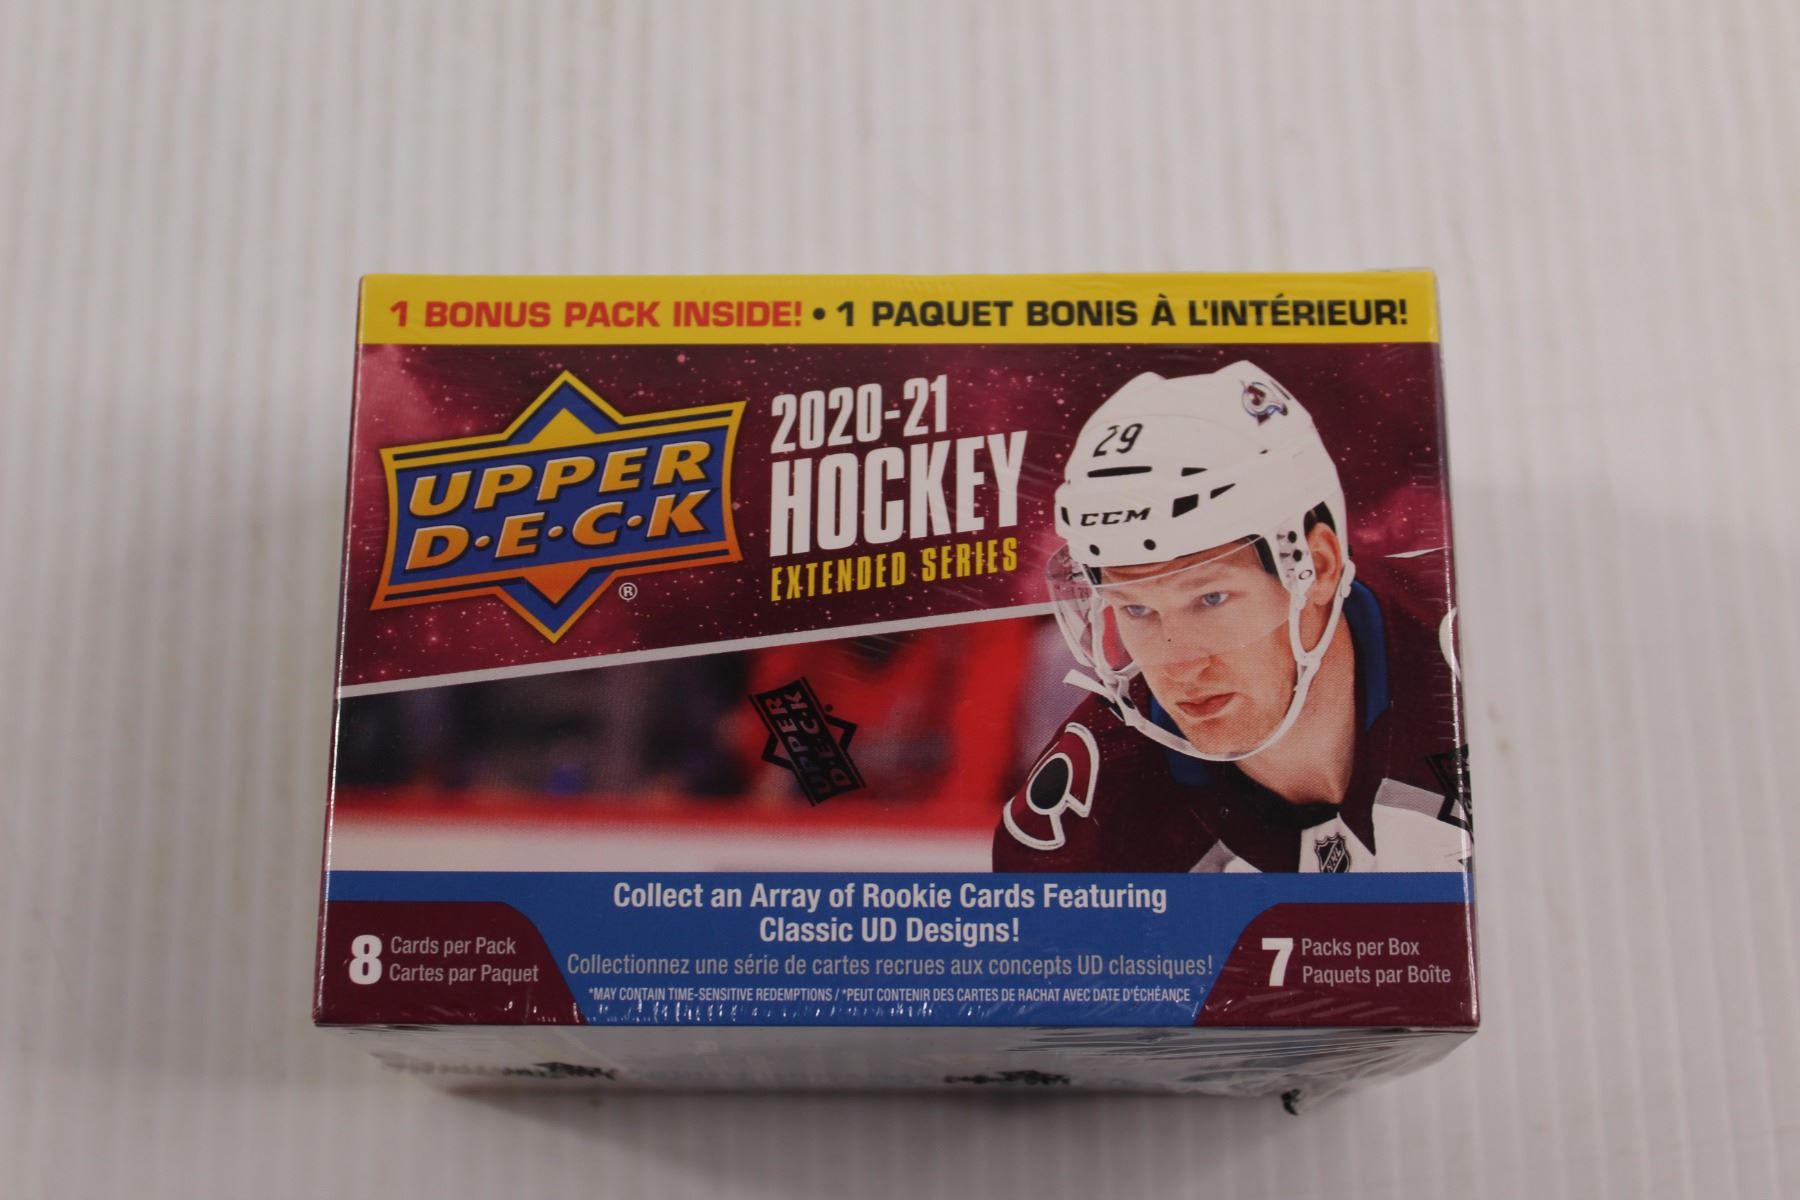 1 BONUS PACK INSIDE! • 1 PAQUET BONIS À L'INTÉRIEUR!
UPPER
D·E·C·K
®
2020-21
HOCKEY
EXTENDED SERIES
29
CCM
UPPER
D·E·C·K
NHL
Collect an Array of Rookie Cards Featuring
Classic UD Designs!
Collectionnez une série de cartes recrues aux concepts UD classiques!
*MAY CONTAIN TIME-SENSITIVE REDEMPTIONS / *PEUT CONTENIR DES CARTES DE RACHAT AVEC DATE D'ÉCHÉANCE
8 Cards per Pack
Cartes par Paquet
7 Packs per Box
Paquets par Boîte